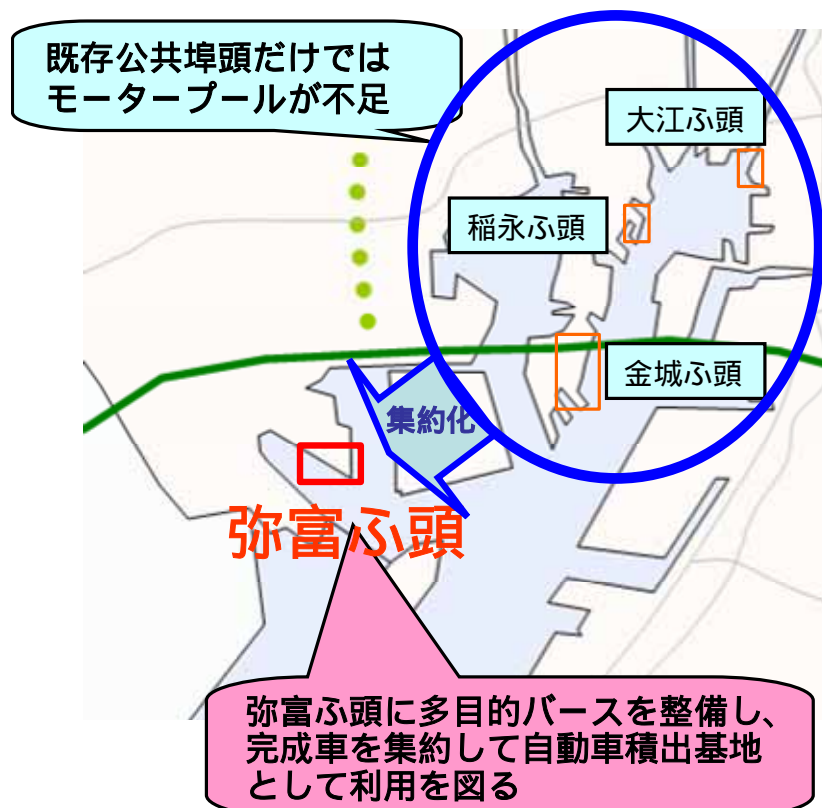 既存公共埠頭だけでは
モータープールが不足
大江ふ頭
稲永ふ頭
金城ふ頭
集約化
弥富ふ頭
弥富ふ頭に多目的バースを整備し、
完成車を集約して自動車積出基地
として利用を図る